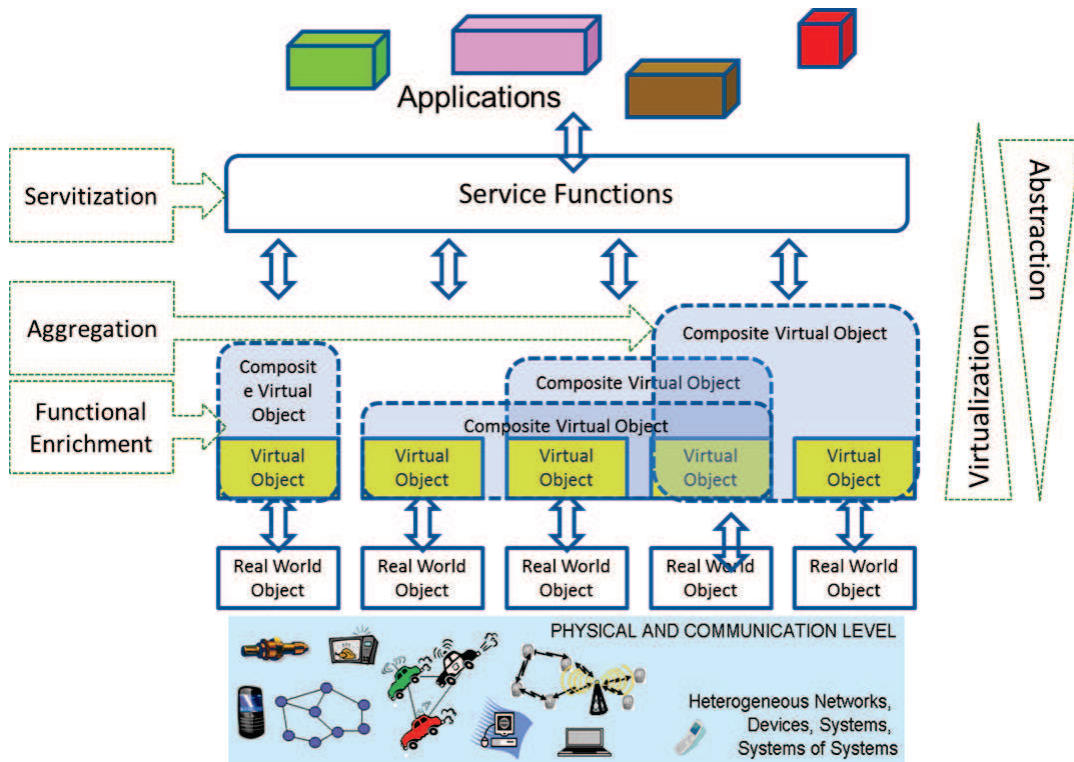 Applications
Servitization
Service Functions
Abstraction
Virtualization
Aggregation
Composite Virtual Object
Composit
e Virtual
Object
Composite Virtual Object
Functional
Enrichment
Composite Virtual Object
Virtual
Object
Virtual
Object
Virtual
Object
Virtual
Object
Virtual
Object
Real World
Object
Real World
Object
Real World
Object
Real World
Object
Real World
Object
PHYSICAL AND COMMUNICATION LEVEL
Heterogeneous Networks,
Devices, Systems,
Systems of Systems